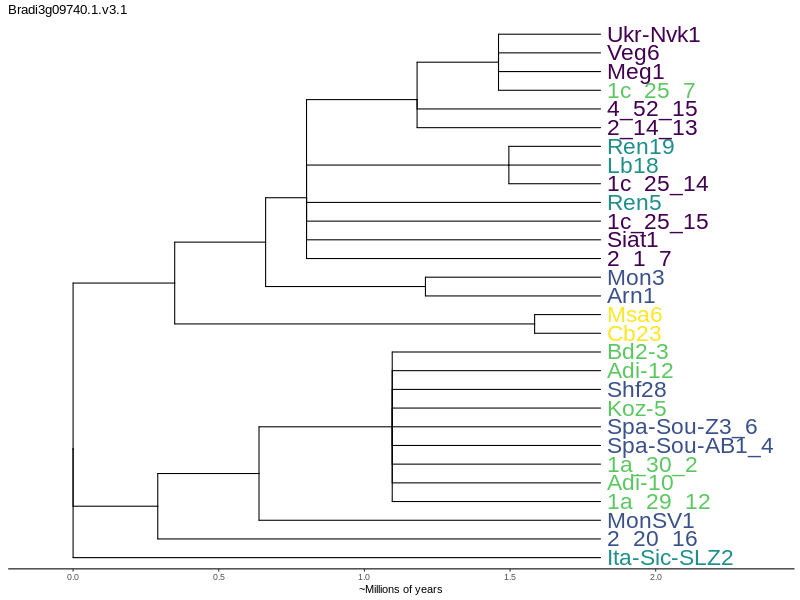 Bradi3g09740.1.v3.1
Ukr-Nvk1
Veg6
Meg1
1c_25_7
4_52_15
2_14_13
Ren19
Lb18
1c_25_14
Ren5
1c_25_15
Siat1
2_1_7
Mon3
Arn1
Msa6
Cb23
Bd2-3
Adi-12
Shf28
Koz-5
Spa-Sou-Z3_6
Spa-Sou-AB1_4
1a_30_2
Adi-10
1a_29_12
MonSV1
2_20_16
Ita-Sic-SLZ2
0.0 0.5 1.0 1.5 2.0
~Millions of years